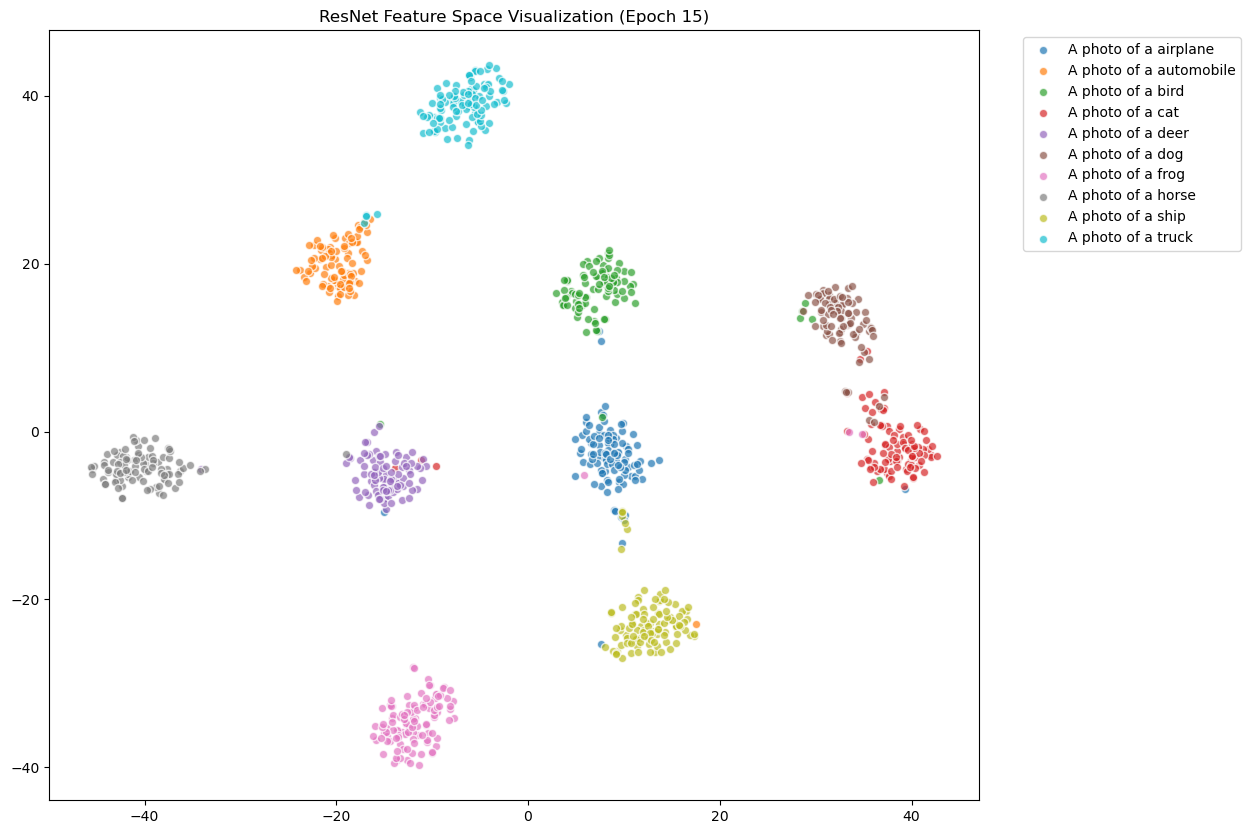 ResNet Feature Space Visualization (Epoch 15)
A photo of a airplane
A photo of a automobile
A photo of a bird
A photo of a cat
A photo of a deer
A photo of a dog
A photo of a frog
A photo of a horse
A photo of a ship
A photo of a truck
40
20
0
−20
−40
−40 −20 0 20 40